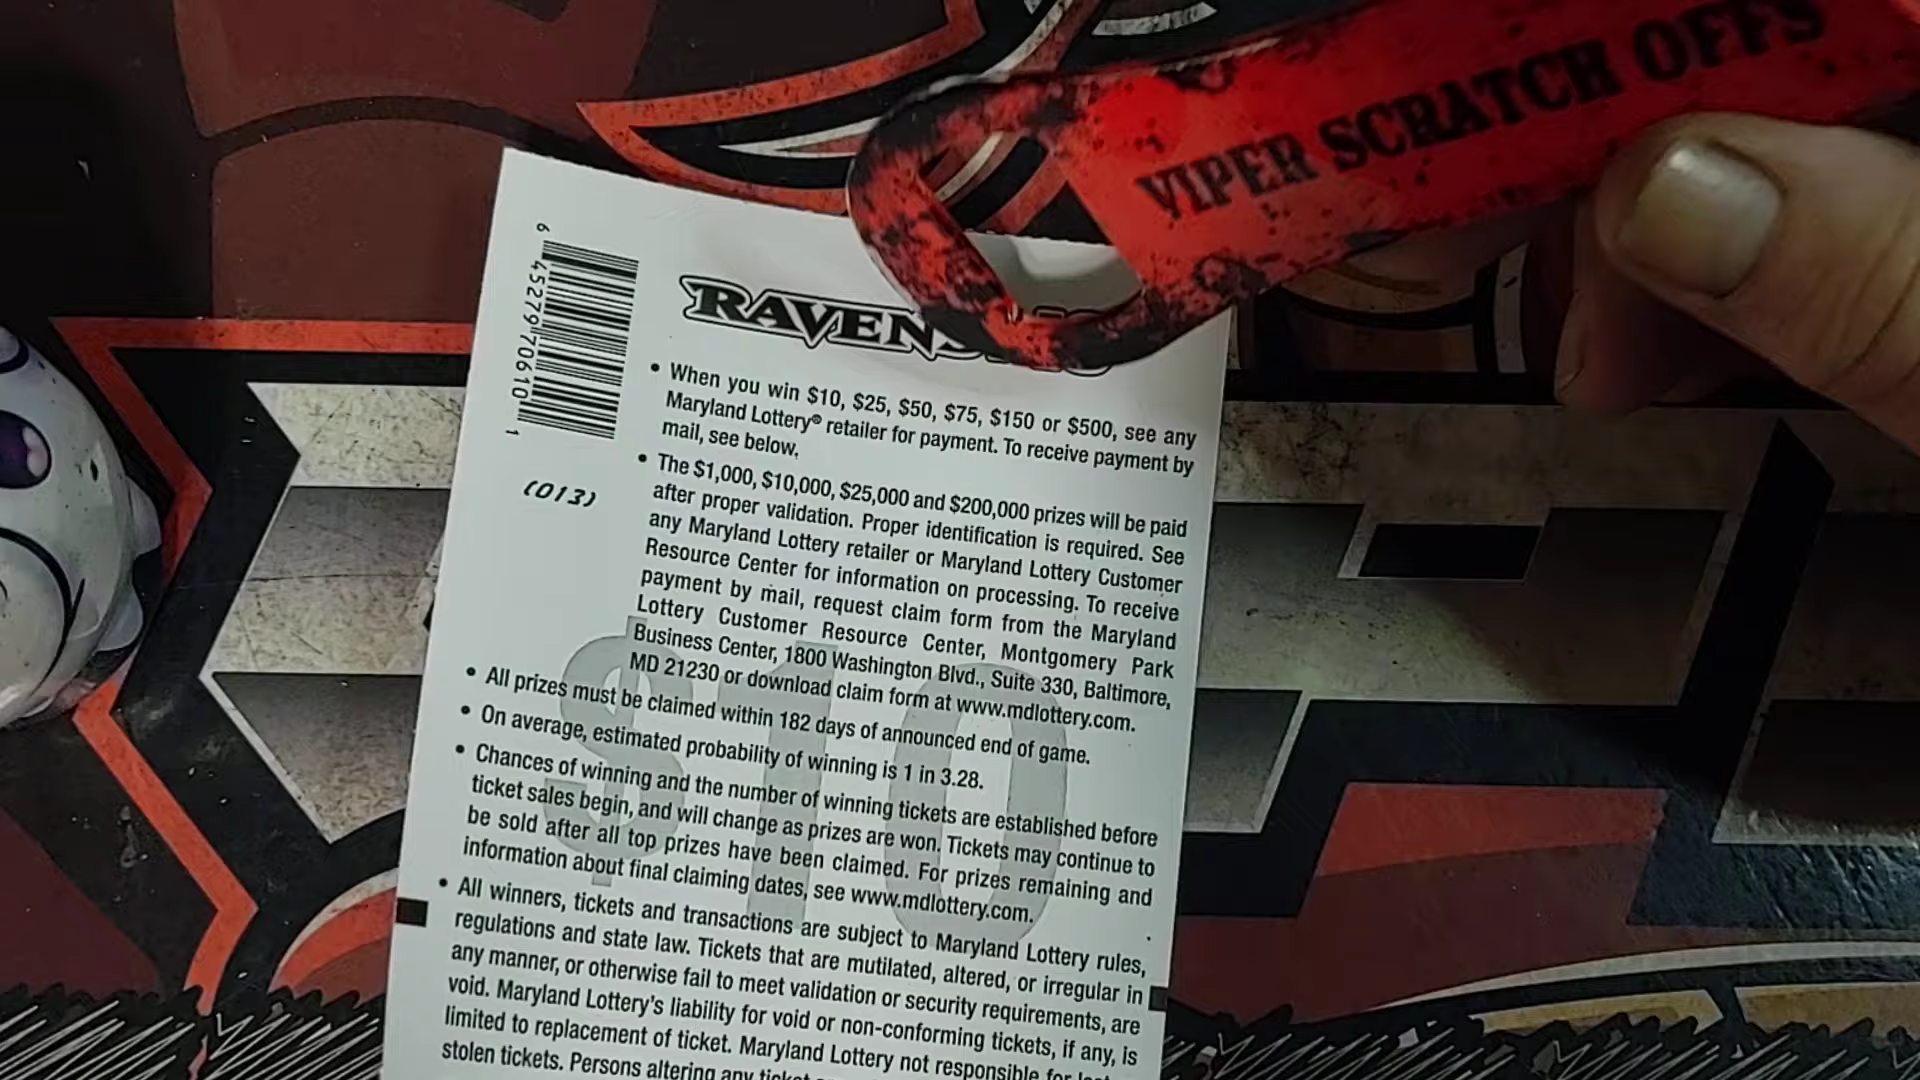 VIPER SCRATCH OFFS
RAVENS
6 45279 70610 1
(013)
• When you win $10, $25, $50, $75, $150 or $500, see any
Maryland Lottery® retailer for payment. To receive payment by
mail, see below.
• The $1,000, $10,000, $25,000 and $200,000 prizes will be paid
after proper validation. Proper identification is required. See
any Maryland Lottery retailer or Maryland Lottery Customer
Resource Center for information on processing. To receive
payment by mail, request claim form from the Maryland
Lottery Customer Resource Center, Montgomery Park
Business Center, 1800 Washington Blvd., Suite 330, Baltimore,
MD 21230 or download claim form at www.mdlottery.com.
• All prizes must be claimed within 182 days of announced end of game.
• On average, estimated probability of winning is 1 in 3.28.
• Chances of winning and the number of winning tickets are established before
ticket sales begin, and will change as prizes are won. Tickets may continue to
be sold after all top prizes have been claimed. For prizes remaining and
information about final claiming dates, see www.mdlottery.com.
• All winners, tickets and transactions are subject to Maryland Lottery rules,
regulations and state law. Tickets that are mutilated, altered, or irregular in
any manner, or otherwise fail to meet validation or security requirements, are
void. Maryland Lottery's liability for void or non-conforming tickets, if any, is
limited to replacement of ticket. Maryland Lottery not responsible for lost
stolen tickets. Persons altering any ticket
$10